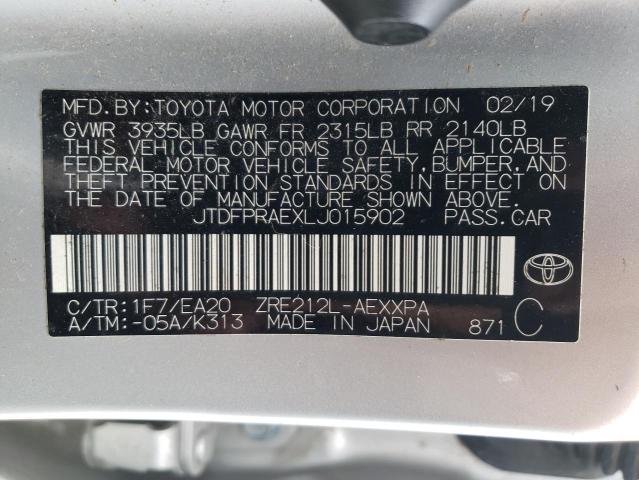 MFD.BY:TOYOTA MOTOR CORPORATION 02/19
GVWR 3935LB GAWR FR 2315LB RR 2140LB
THIS VEHICLE CONFORMS TO ALL APPLICABLE
FEDERAL MOTOR VEHICLE SAFETY,BUMPER,AND
THEFT PREVENTION STANDARDS IN EFFECT ON
THE DATE OF MANUFACTURE SHOWN ABOVE.
JTDFPRAEXLJ015902 PASS.CAR
C/TR:1F7/EA20 ZRE212L-AEXXPA
A/TM:-05A/K313 MADE IN JAPAN 871 C